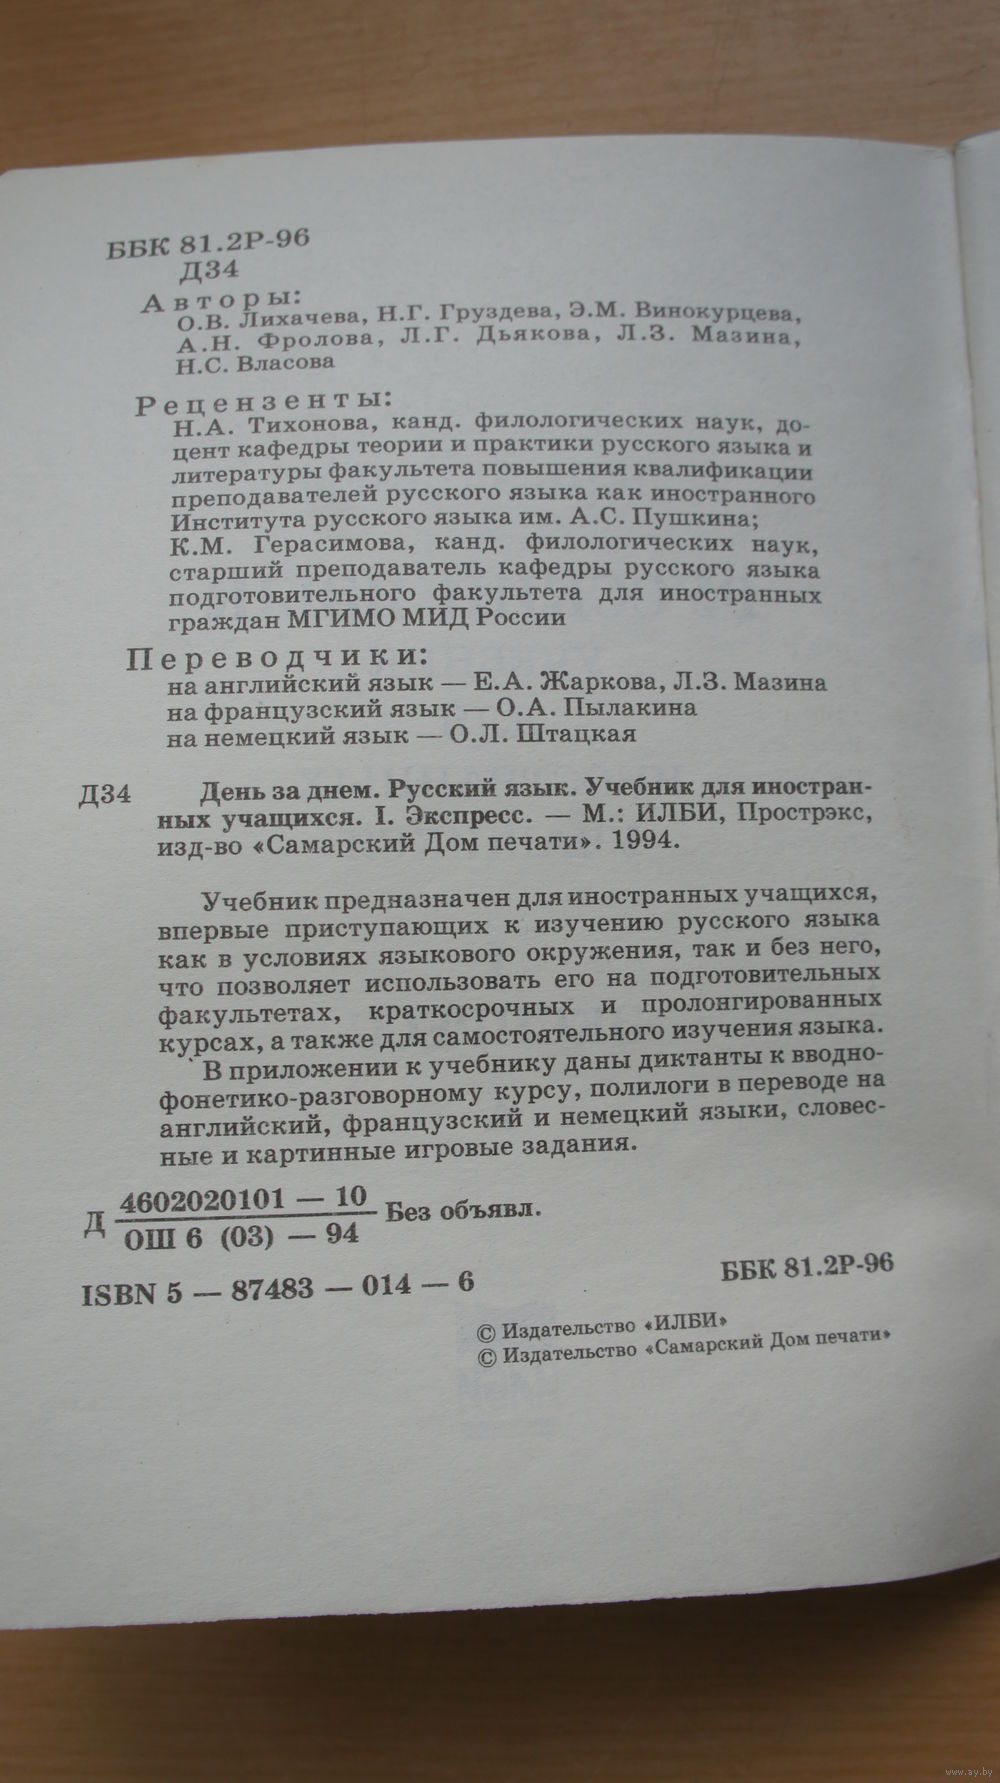 ББК 81.2Р-96
Д34
Авторы:
О.В. Лихачева, Н.Г. Груздева, Э.М. Винокурцева,
А.Н. Фролова, Л.Г. Дьякова, Л.З. Мазина,
Н.С. Власова
Рецензенты:
Н.А. Тихонова, канд. филологических наук, до-
цент кафедры теории и практики русского языка и
литературы факультета повышения квалификации
преподавателей русского языка как иностранного
Института русского языка им. А.С. Пушкина;
К.М. Герасимова, канд. филологических наук,
старший преподаватель кафедры русского языка
подготовительного факультета для иностранных
граждан МГИМО МИД России
Переводчики:
на английский язык — Е.А. Жаркова, Л.З. Мазина
на французский язык — О.А. Пылакина
на немецкий язык — О.Л. Штацкая
Д34 День за днем. Русский язык. Учебник для иностран-
ных учащихся. I. Экспресс. — М.: ИЛБИ, Прострэкс,
изд-во «Самарский Дом печати». 1994.
Учебник предназначен для иностранных учащихся,
впервые приступающих к изучению русского языка
как в условиях языкового окружения, так и без него,
что позволяет использовать его на подготовительных
факультетах, краткосрочных и пролонгированных
курсах, а также для самостоятельного изучения языка.
В приложении к учебнику даны диктанты к вводно-
фонетико-разговорному курсу, полилоги в переводе на
английский, французский и немецкий языки, словес-
ные и картинные игровые задания.
Д 4602020101 — 10 Без объявл.
ОШ 6 (03) — 94
ISBN 5 — 87483 — 014 — 6 ББК 81.2Р-96
© Издательство «ИЛБИ»
© Издательство «Самарский Дом печати»
www.ay.by